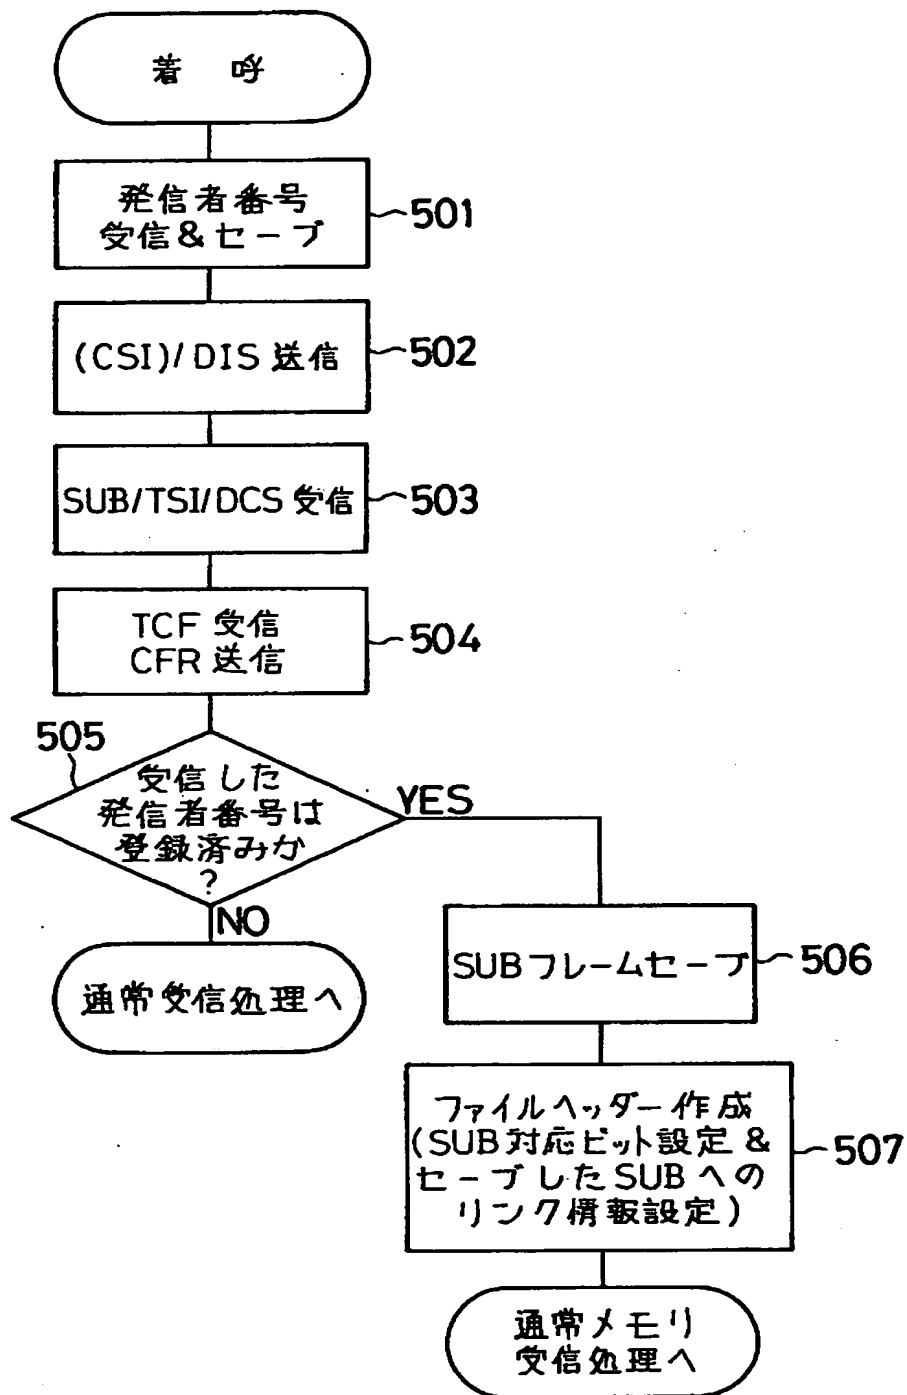 着 呼
発信者番号
受信&セーブ
501
(CSI)/DIS 送信
502
SUB/TSI/DCS 受信
503
TCF 受信
CFR 送信
504
505
受信した
発信者番号は
登録済みか
?
YES
NO
通常受信処理へ
SUBフレームセーブ
506
ファイルヘッダー作成
(SUB対応ビット設定&
セーブしたSUBへの
リンク情報設定)
507
通常メモリ
受信処理へ